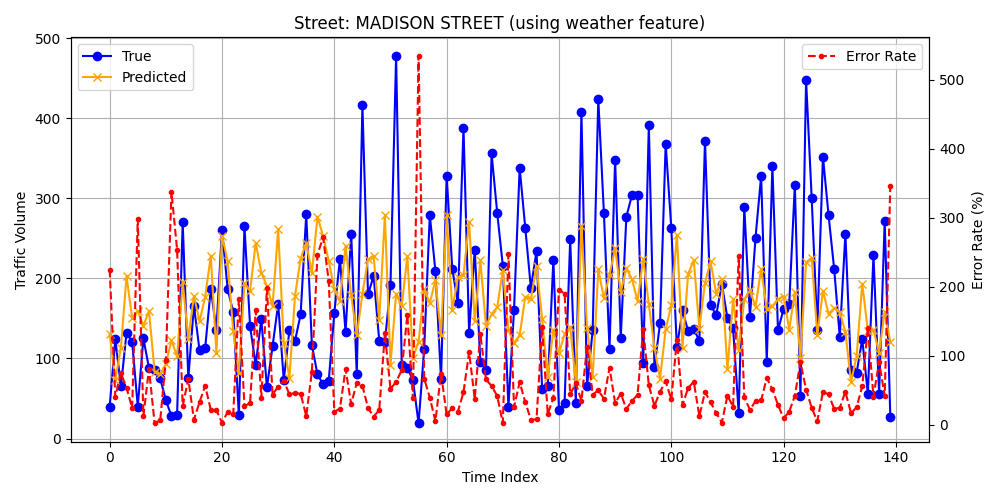 Street: MADISON STREET (using weather feature)
True
Predicted
Error Rate
500
400
300
200
100
0
Traffic Volume
500
400
300
200
100
0
Error Rate (%)
0 20 40 60 80 100 120 140
Time Index